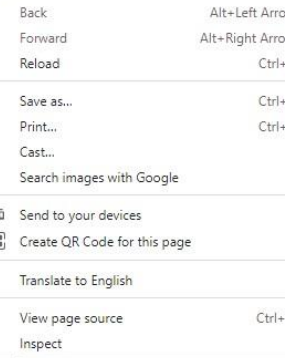 Back Alt+Left Arro
Forward Alt+Right Arro
Reload Ctrl+
Save as... Ctrl+
Print... Ctrl+
Cast...
Search images with Google
Send to your devices
Create QR Code for this page
Translate to English
View page source Ctrl+
Inspect